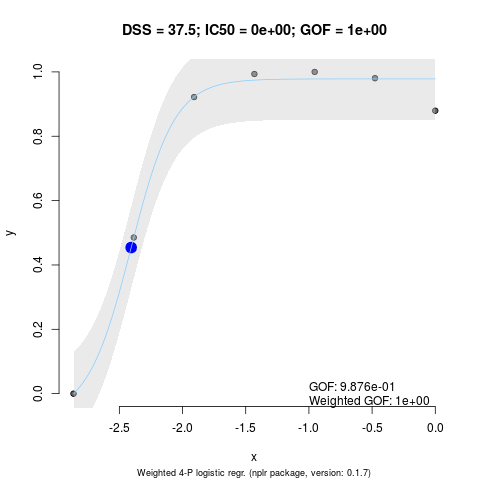 DSS = 37.5; IC50 = 0e+00; GOF = 1e+00
1.0
0.8
0.6
0.4
0.2
0.0
y
GOF: 9.876e-01
Weighted GOF: 1e+00
-2.5 -2.0 -1.5 -1.0 -0.5 0.0
x
Weighted 4-P logistic regr. (nplr package, version: 0.1.7)